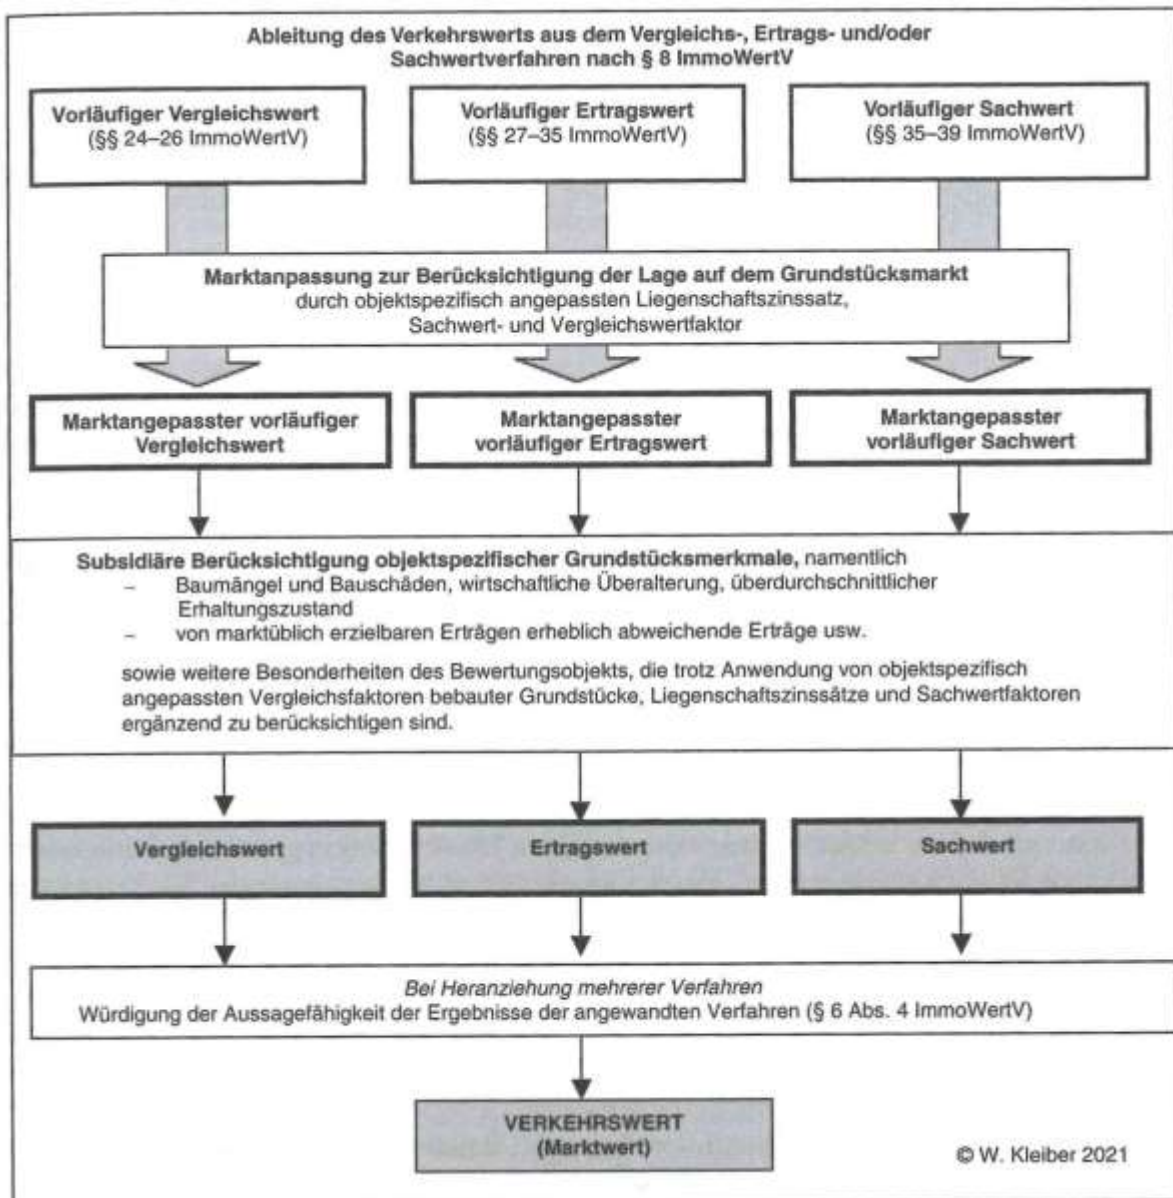 Ableitung des Verkehrswerts aus dem Vergleichs-, Ertrags- und/oder
Sachwertverfahren nach § 8 ImmoWertV
Vorläufiger Vergleichswert
(§§ 24–26 ImmoWertV)
Vorläufiger Ertragswert
(§§ 27–35 ImmoWertV)
Vorläufiger Sachwert
(§§ 35–39 ImmoWertV)
Marktanpassung zur Berücksichtigung der Lage auf dem Grundstücksmarkt
durch objektspezifisch angepassten Liegenschaftszinssatz,
Sachwert- und Vergleichswertfaktor
Marktangepasster vorläufiger
Vergleichswert
Marktangepasster
vorläufiger Ertragswert
Marktangepasster
vorläufiger Sachwert
Subsidiäre Berücksichtigung objektspezifischer Grundstücksmerkmale, namentlich
– Baumängel und Bauschäden, wirtschaftliche Überalterung, überdurchschnittlicher
Erhaltungszustand
– von marktüblich erzielbaren Erträgen erheblich abweichende Erträge usw.
sowie weitere Besonderheiten des Bewertungsobjekts, die trotz Anwendung von objektspezifisch
angepassten Vergleichsfaktoren bebauter Grundstücke, Liegenschaftszinssätze und Sachwertfaktoren
ergänzend zu berücksichtigen sind.
Vergleichswert
Ertragswert
Sachwert
Bei Heranziehung mehrerer Verfahren
Würdigung der Aussagefähigkeit der Ergebnisse der angewandten Verfahren (§ 6 Abs. 4 ImmoWertV)
VERKEHRSWERT
(Marktwert)
© W. Kleiber 2021